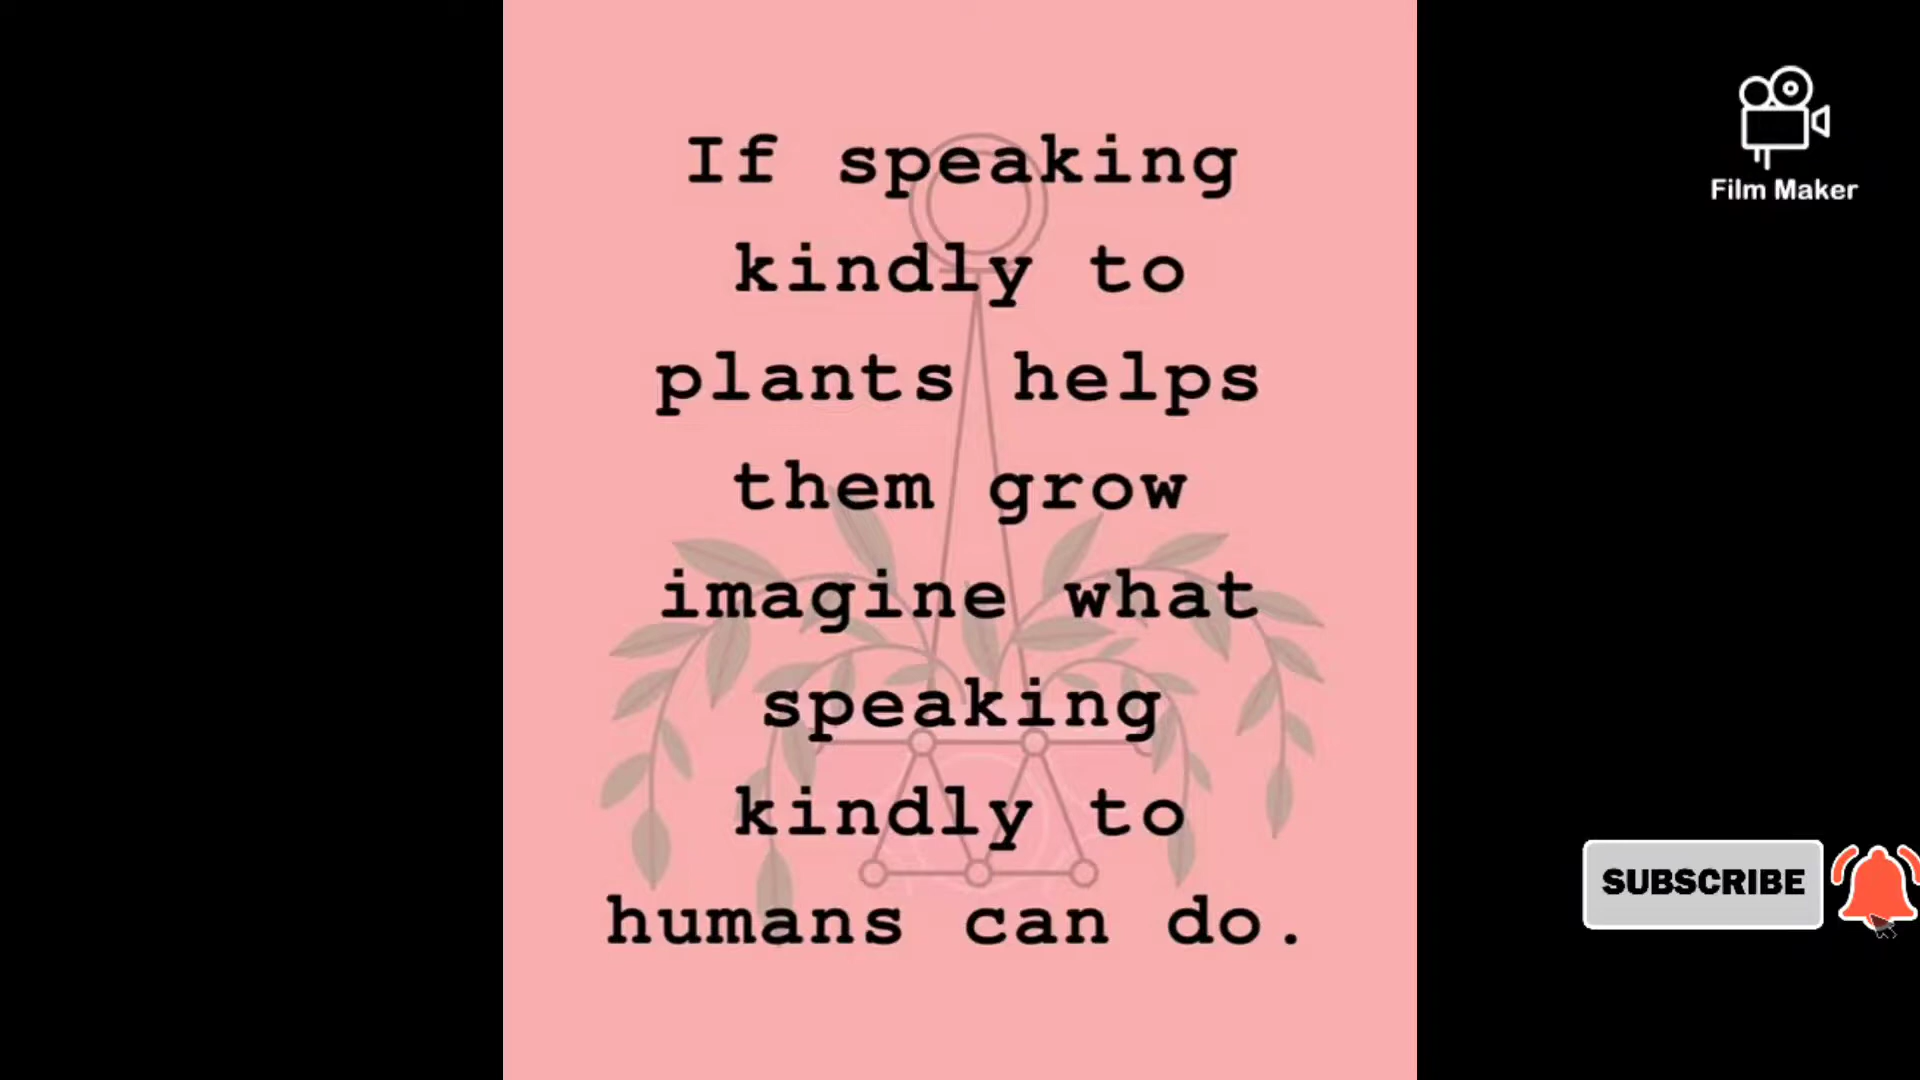 If speaking
kindly to
plants helps
them grow
imagine what
speaking
kindly to
humans can do.
Film Maker
SUBSCRIBE